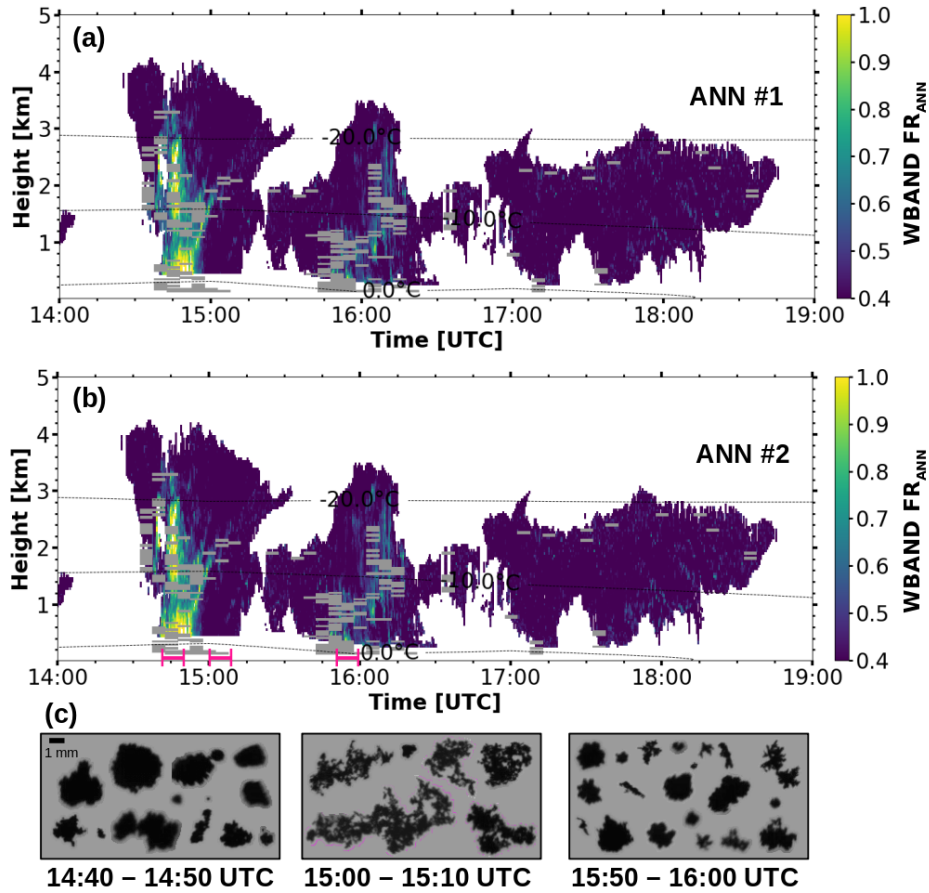 (a)
ANN #1
5
4
3
2
1
Height [km]
-20.0°C
-10.0°C
0.0°C
14:00 15:00 16:00 17:00 18:00 19:00
Time [UTC]
1.0
0.9
0.8
0.7
0.6
0.5
0.4
WBAND FR_ANN
(b)
ANN #2
5
4
3
2
1
Height [km]
-20.0°C
0.0°C
14:00 15:00 16:00 17:00 18:00 19:00
Time [UTC]
1.0
0.9
0.8
0.7
0.6
0.5
0.4
WBAND FR_ANN
(c)
1 mm
14:40 – 14:50 UTC 15:00 – 15:10 UTC 15:50 – 16:00 UTC